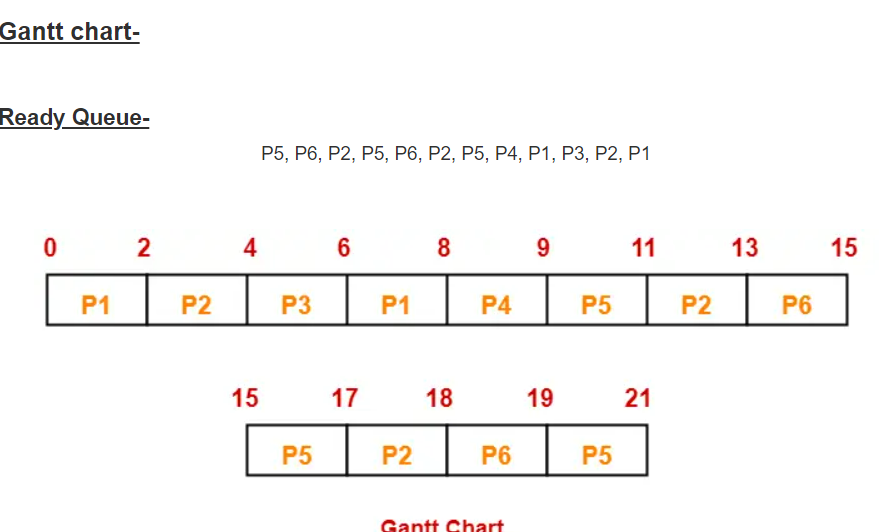 Gantt chart-
Ready Queue-
P5, P6, P2, P5, P6, P2, P5, P4, P1, P3, P2, P1
0 2 4 6 8 9 11 13 15
P1 P2 P3 P1 P4 P5 P2 P6
15 17 18 19 21
P5 P2 P6 P5
Gantt Chart